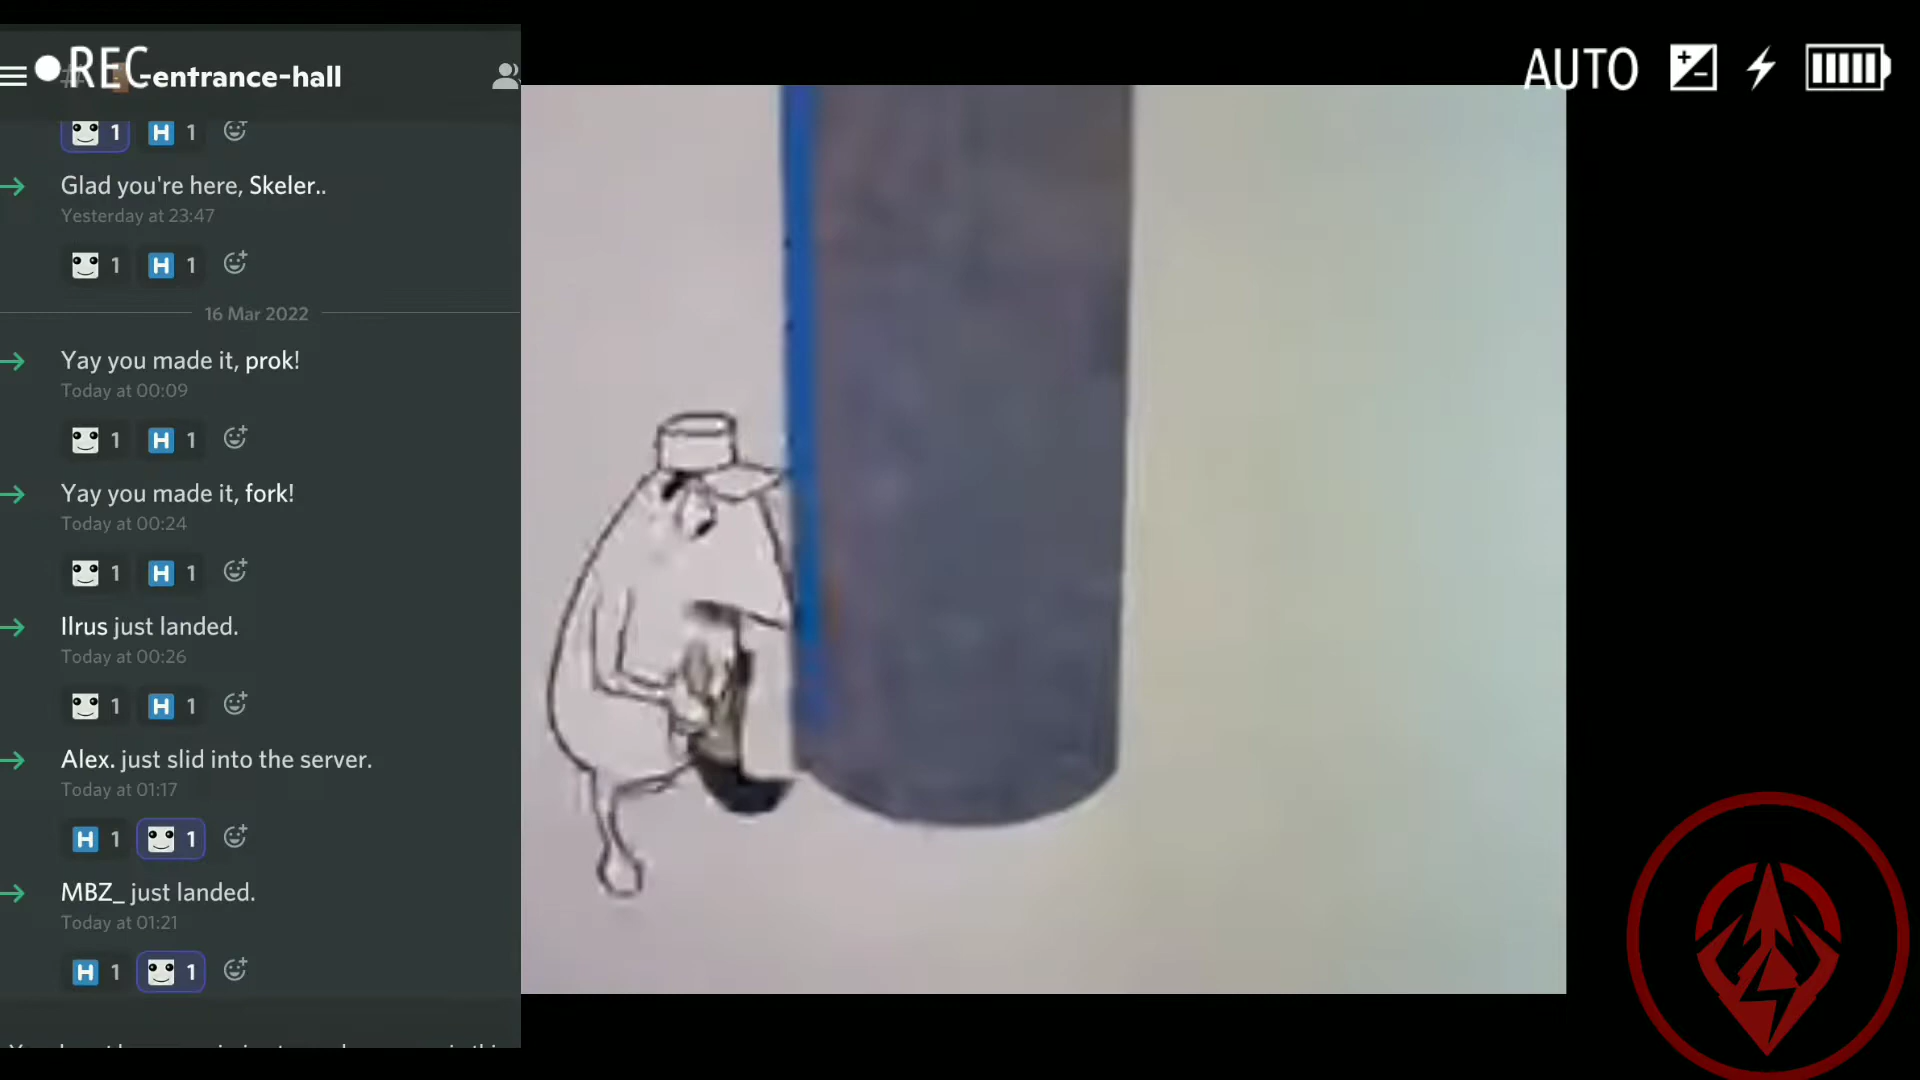 REC
AUTO
# -entrance-hall
1 H 1
Glad you're here, Skeler..
Yesterday at 23:47
1 H 1
16 Mar 2022
Yay you made it, prok!
Today at 00:09
1 H 1
Yay you made it, fork!
Today at 00:24
1 H 1
just landed.
Today at 00:26
1 H 1
Alex. just slid into the server.
Today at 01:17
H 1 1
MBZ_ just landed.
Today at 01:21
H 1 1